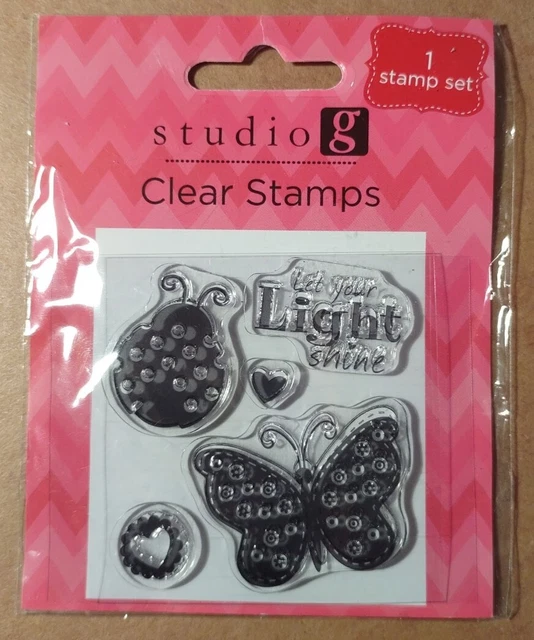 1
stamp set
studio g
Clear Stamps
Let your
Light
shine